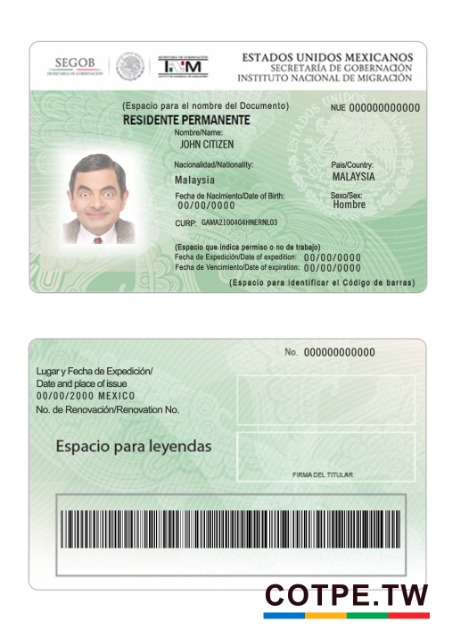 SEGOB
SECRETARÍA DE GOBERNACIÓN
SECRETARÍA DE GOBERNACIÓN
INM
ESTADOS UNIDOS MEXICANOS
SECRETARÍA DE GOBERNACIÓN
INSTITUTO NACIONAL DE MIGRACIÓN
(Espacio para el nombre del Documento)
NUE 000000000000
RESIDENTE PERMANENTE
Nombre/Name:
JOHN CITIZEN
Nacionalidad/Nationality:
País/Country:
Malaysia
MALAYSIA
Fecha de Nacimiento/Date of Birth:
Sexo/Sex:
00/00/0000
Hombre
CURP: GAMA2100404HNERNL03
(Espacio que indica permiso o no de trabajo)
Fecha de Expedición/Date of expedition: 00/00/0000
Fecha de Vencimiento/Date of expiration: 00/00/0000
(Espacio para identificar el Código de barras)
No. 000000000000
Lugar y Fecha de Expedición/
Date and place of issue
00/00/2000 MEXICO
No. de Renovación/Renovation No.
Espacio para leyendas
FIRMA DEL TITULAR
COTPE.TW